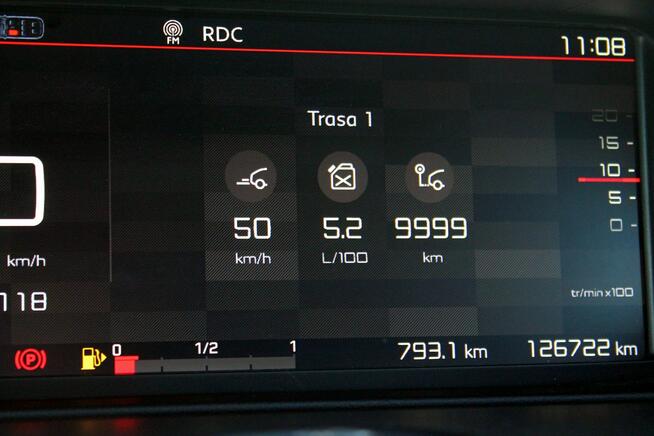 FM RDC 11:08
Trasa 1
20
15
10
5
0
50 5.2 9999
km/h L/100 km
km/h
118
tr/min x100
P 0 1/2 1 793.1 km 126722 km